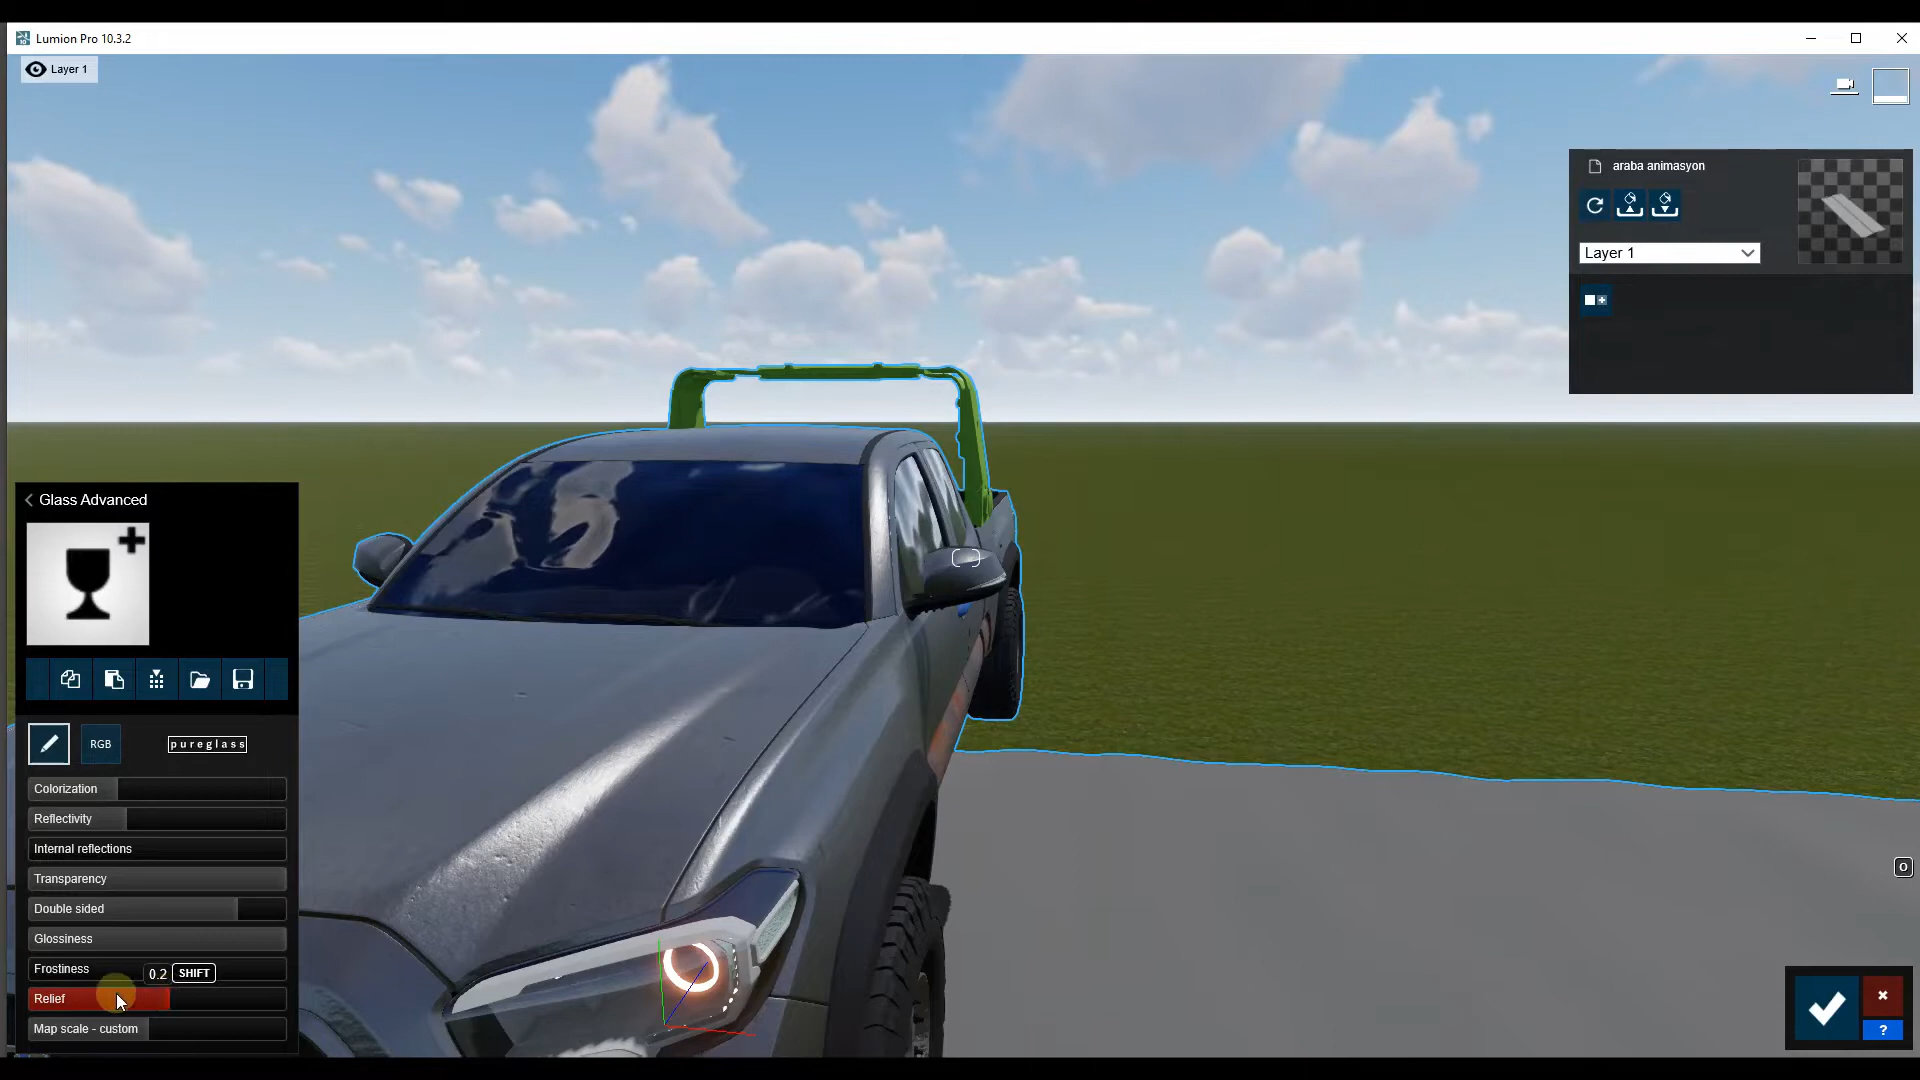 Lumion Pro 10.3.2
Layer 1
araba animasyon
Layer 1
Glass Advanced
RGB
pureglass
Colorization
Reflectivity
Internal reflections
Transparency
Double sided
Glossiness
Frostiness
0.2 SHIFT
Relief
Map scale - custom
O
?